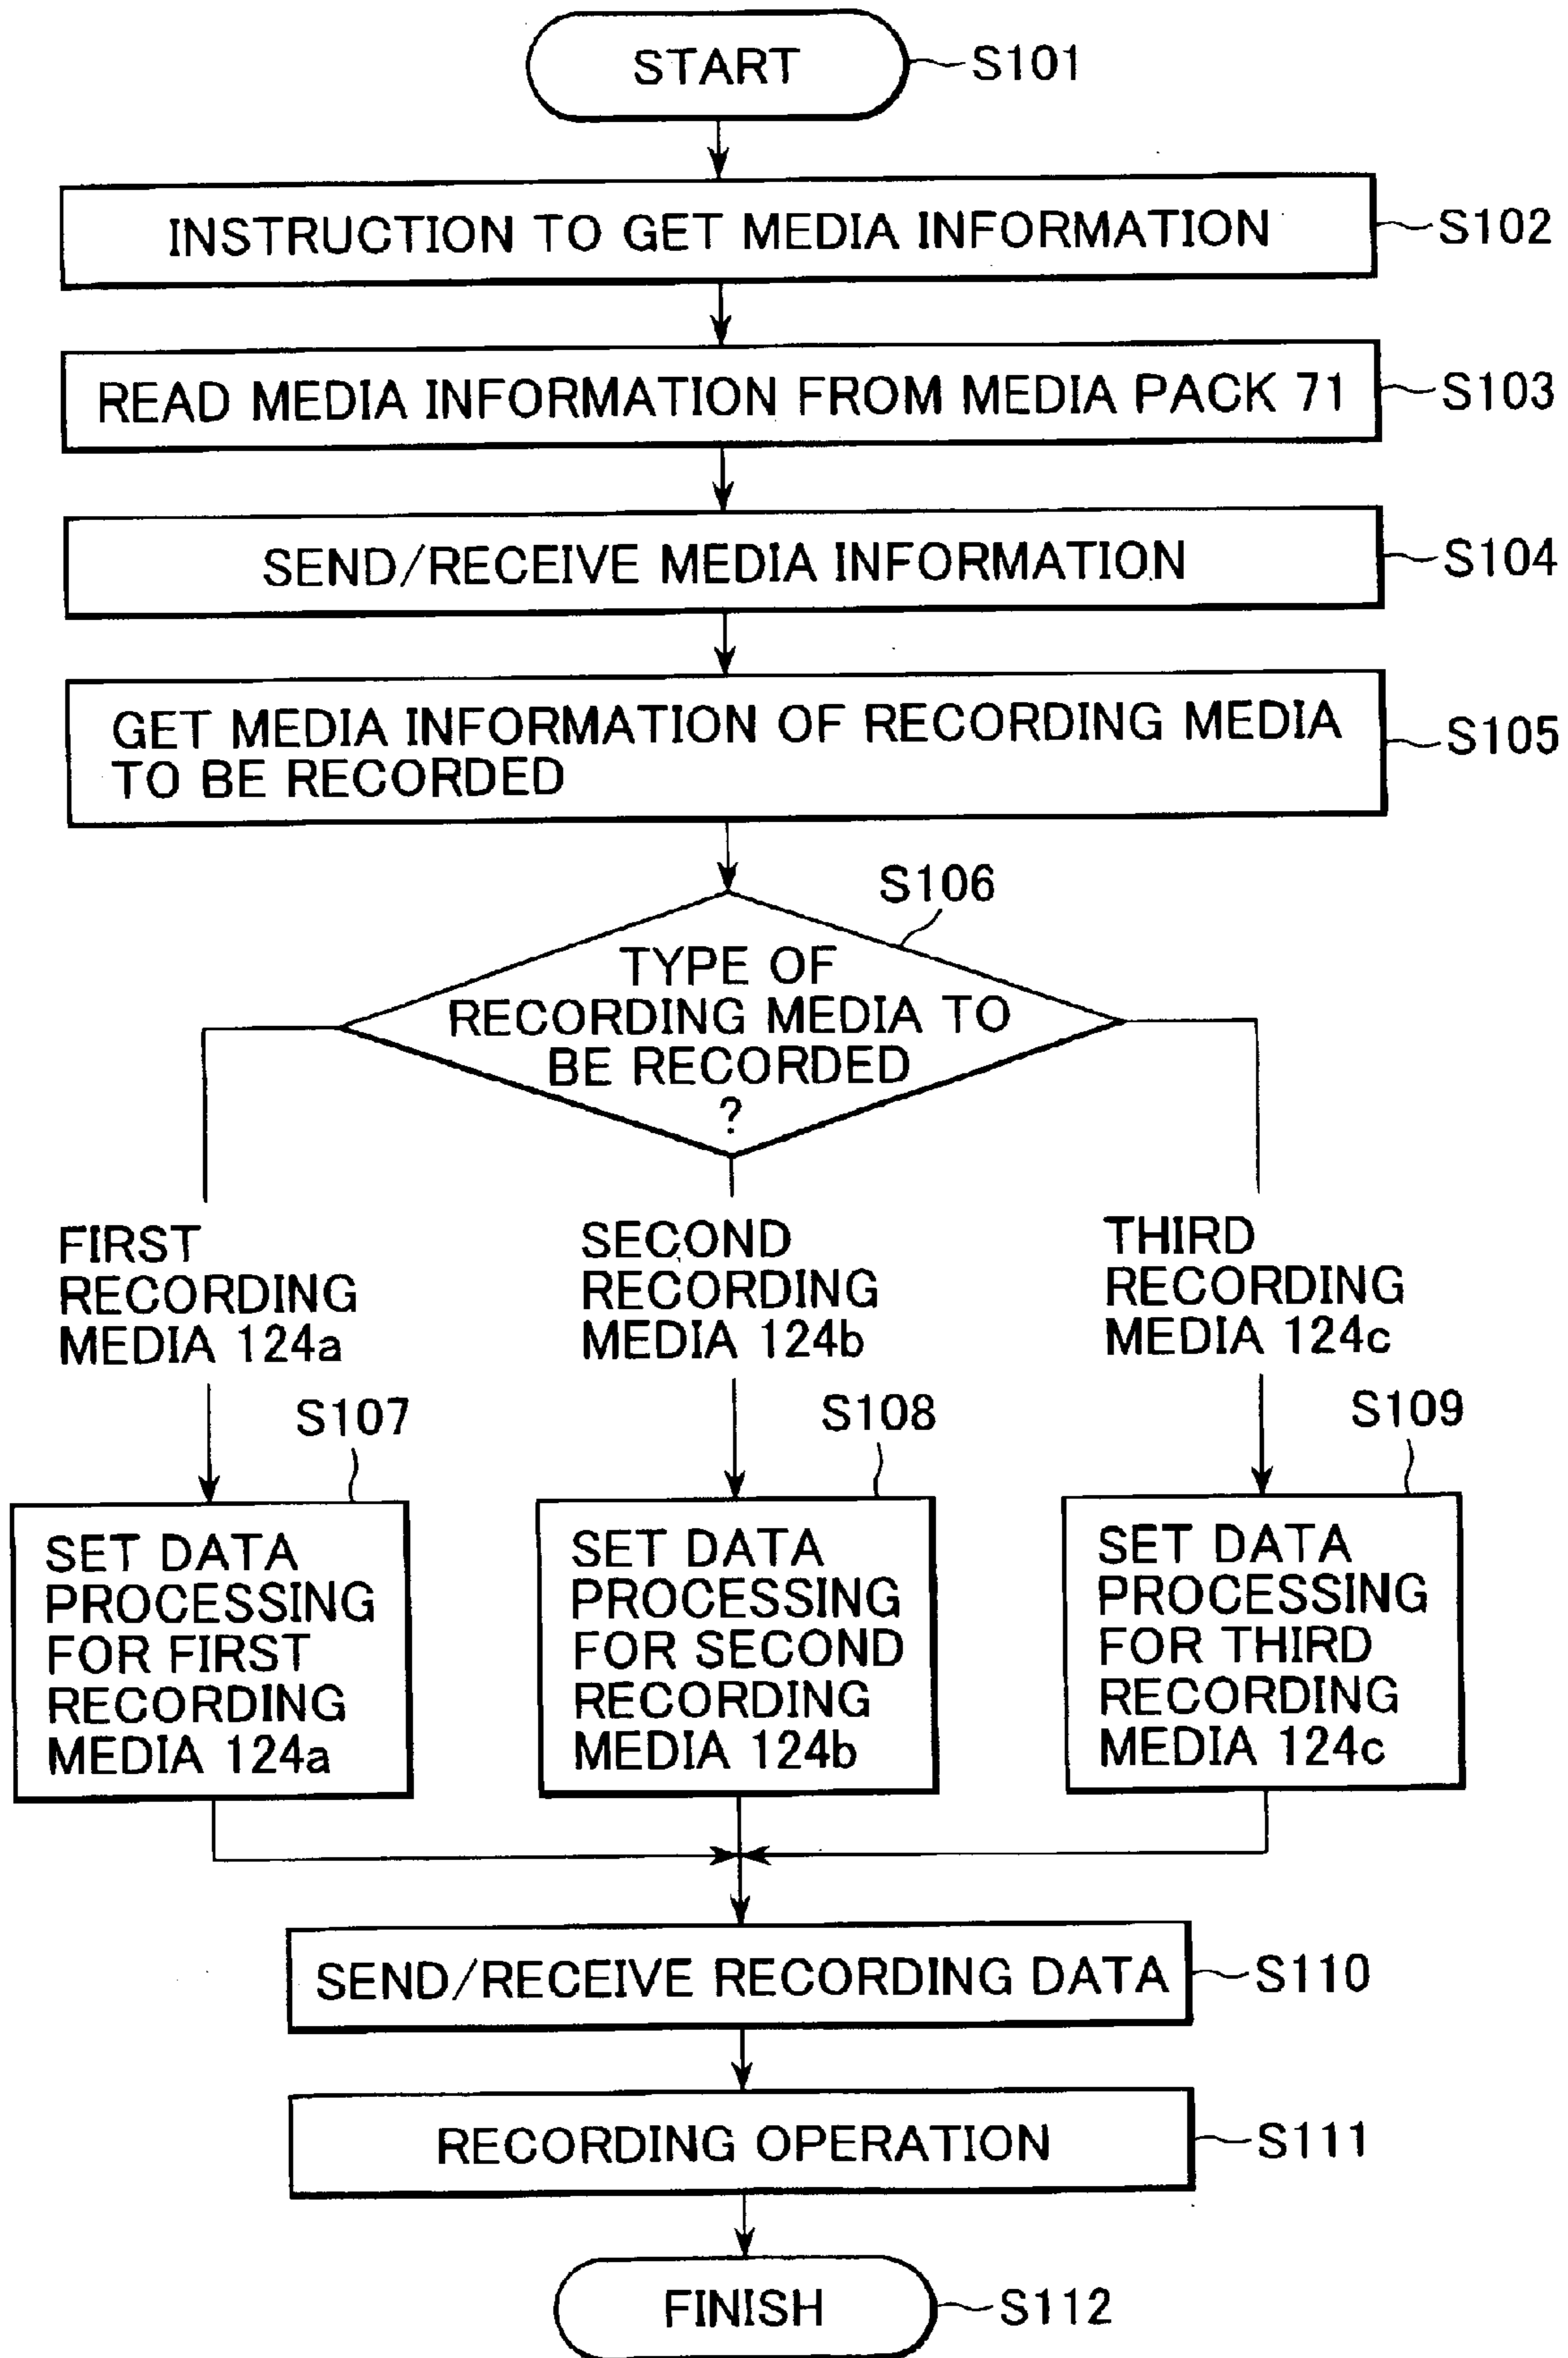 START
S101
INSTRUCTION TO GET MEDIA INFORMATION
S102
READ MEDIA INFORMATION FROM MEDIA PACK 71
S103
SEND/RECEIVE MEDIA INFORMATION
S104
GET MEDIA INFORMATION OF RECORDING MEDIA
TO BE RECORDED
S105
S106
TYPE OF
RECORDING MEDIA TO
BE RECORDED
?
FIRST
RECORDING
MEDIA 124a
SECOND
RECORDING
MEDIA 124b
THIRD
RECORDING
MEDIA 124c
S107
SET DATA
PROCESSING
FOR FIRST
RECORDING
MEDIA 124a
S108
SET DATA
PROCESSING
FOR SECOND
RECORDING
MEDIA 124b
S109
SET DATA
PROCESSING
FOR THIRD
RECORDING
MEDIA 124c
SEND/RECEIVE RECORDING DATA
S110
RECORDING OPERATION
S111
FINISH
S112